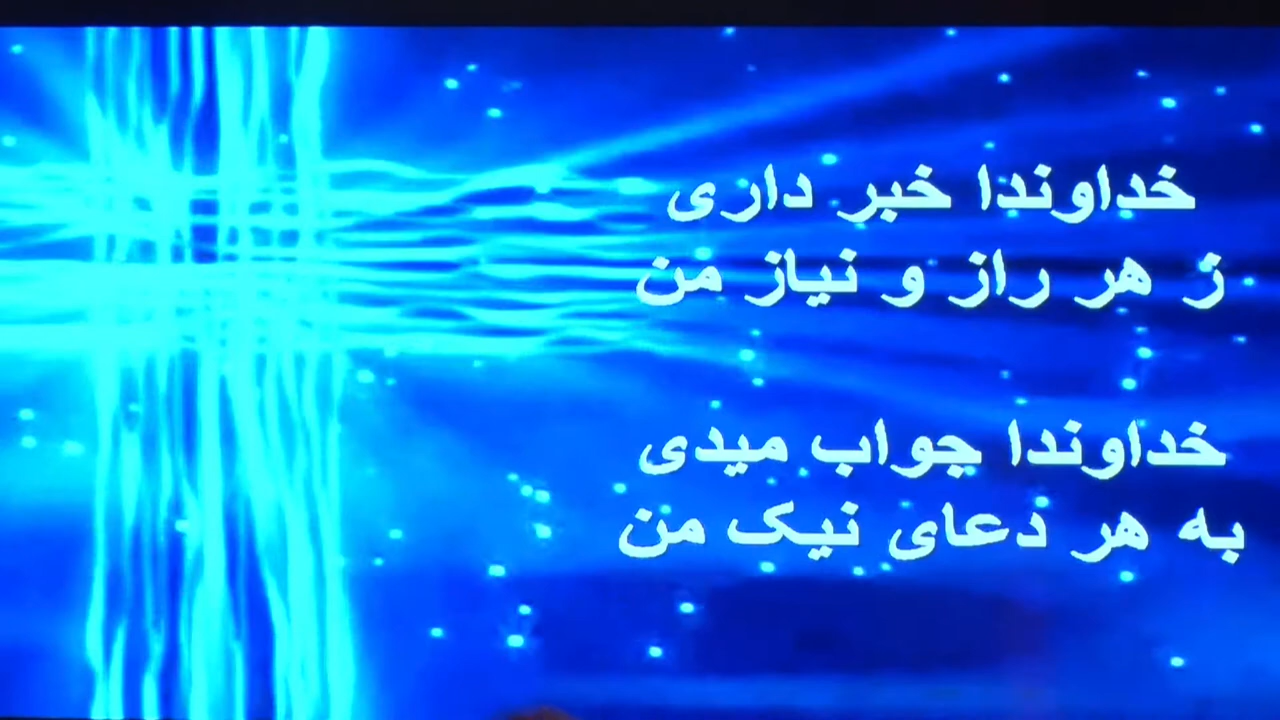 خداوندا خبر داری
ز هر راز و نیاز من
خداوندا جواب میدی
به هر دعای نیک من